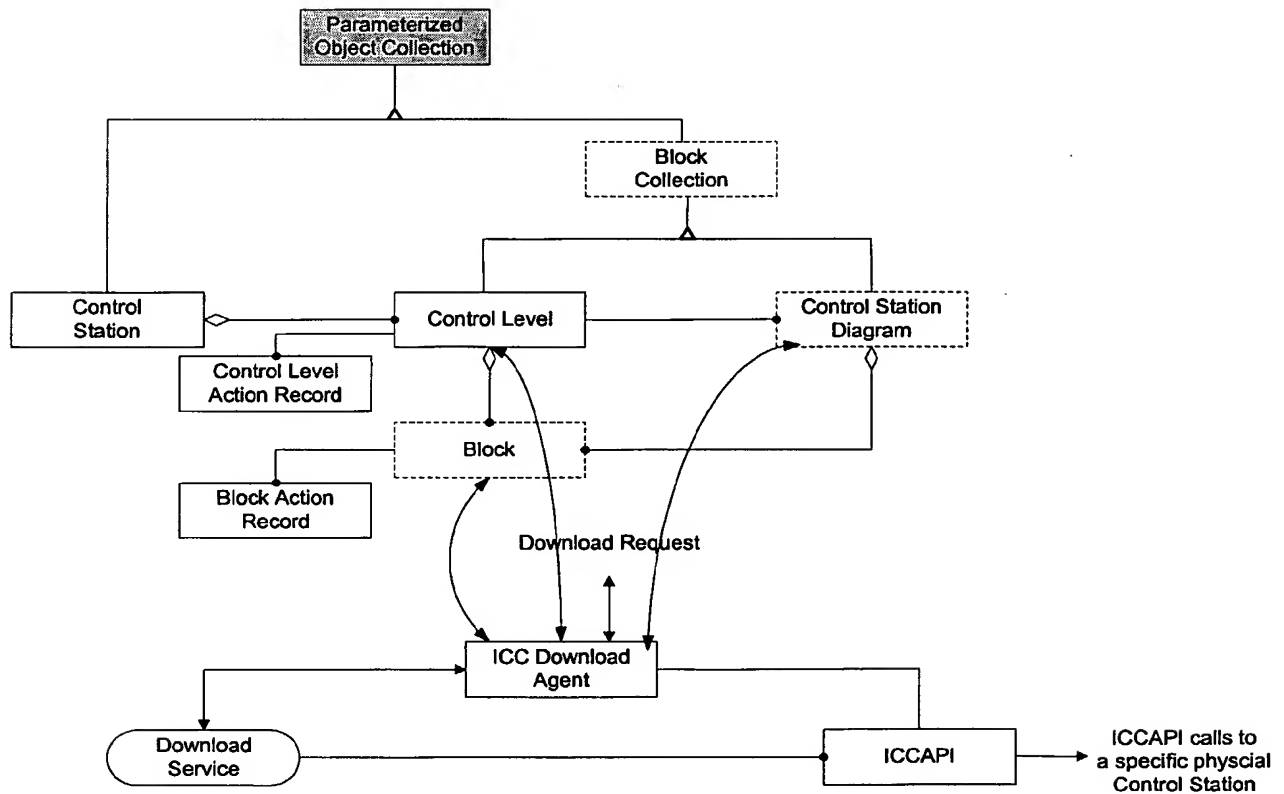 Parameterized
Object Collection
Block
Collection
Control
Station
Control Level
Control Station
Diagram
Control Level
Action Record
Block
Block Action
Record
Download Request
ICC Download
Agent
Download
Service
ICCAPI
ICCAPI calls to
a specific physcial
Control Station